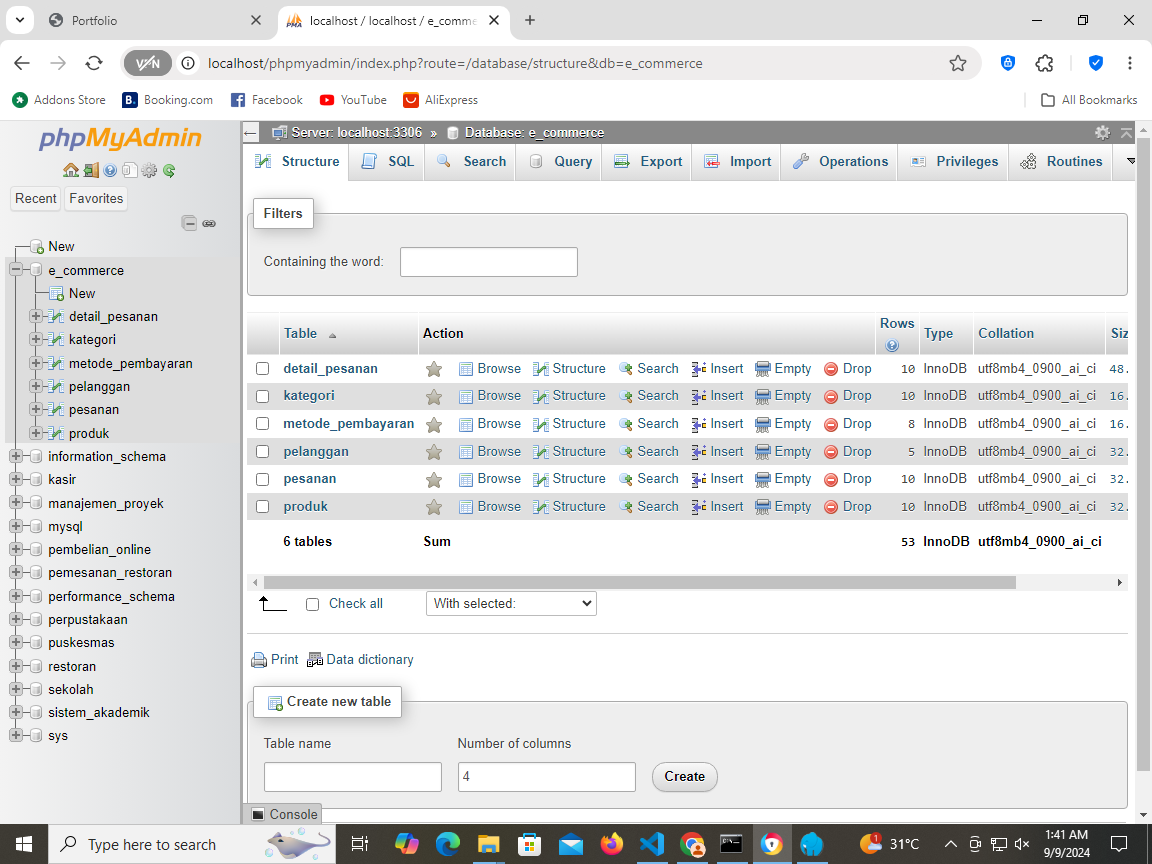 Portfolio
localhost / localhost / e_comme
VPN
localhost/phpmyadmin/index.php?route=/database/structure&db=e_commerce
Addons Store
B. Booking.com
Facebook
YouTube
AliExpress
All Bookmarks
phpMyAdmin
Recent
Favorites
New
e_commerce
New
detail_pesanan
kategori
metode_pembayaran
pelanggan
pesanan
produk
information_schema
kasir
manajemen_proyek
mysql
pembelian_online
pemesanan_restoran
performance_schema
perpustakaan
puskesmas
restoran
sekolah
sistem_akademik
sys
Server: localhost:3306 » Database: e_commerce
Structure SQL Search Query Export Import Operations Privileges Routines
Filters
Containing the word:
Table Action Rows Type Collation Siz
detail_pesanan Browse Structure Search Insert Empty Drop 10 InnoDB utf8mb4_0900_ai_ci 48.
kategori Browse Structure Search Insert Empty Drop 10 InnoDB utf8mb4_0900_ai_ci 16.
metode_pembayaran Browse Structure Search Insert Empty Drop 8 InnoDB utf8mb4_0900_ai_ci 16.
pelanggan Browse Structure Search Insert Empty Drop 5 InnoDB utf8mb4_0900_ai_ci 32.
pesanan Browse Structure Search Insert Empty Drop 10 InnoDB utf8mb4_0900_ai_ci 32.
produk Browse Structure Search Insert Empty Drop 10 InnoDB utf8mb4_0900_ai_ci 32.
6 tables Sum 53 InnoDB utf8mb4_0900_ai_ci
Check all
With selected:
Print Data dictionary
Create new table
Table name
Number of columns
4
Create
Console
Type here to search
1
31°C
1:41 AM
9/9/2024